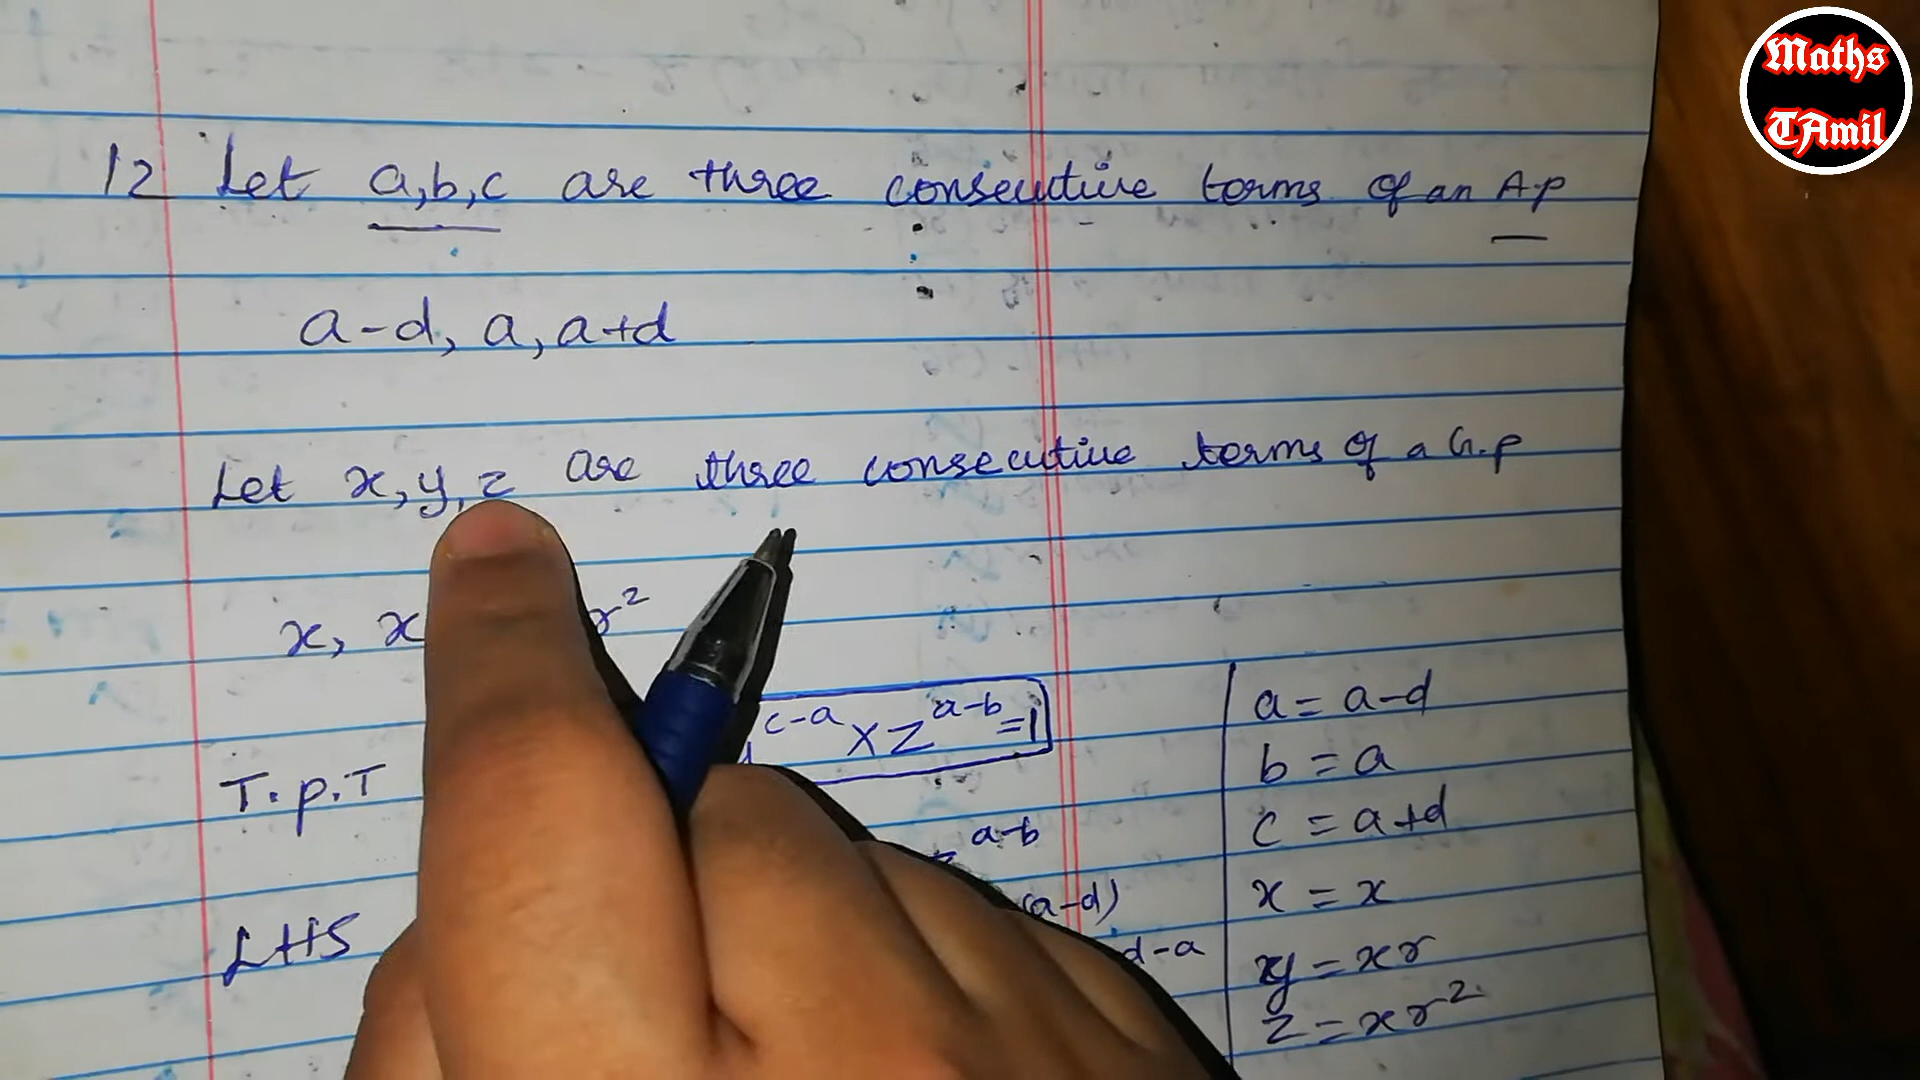 Maths
TAmil
12 Let a,b,c are three consecutive terms of an A.P
a-d, a, a+d
Let x, y, z are three consecutive terms of a G.P
x, x r²
T.p.T c-a x z a-b =1
a-b
LHS (a-d)
d-a
a = a-d
b = a
c = a+d
x = x
y = xr
z = xr²